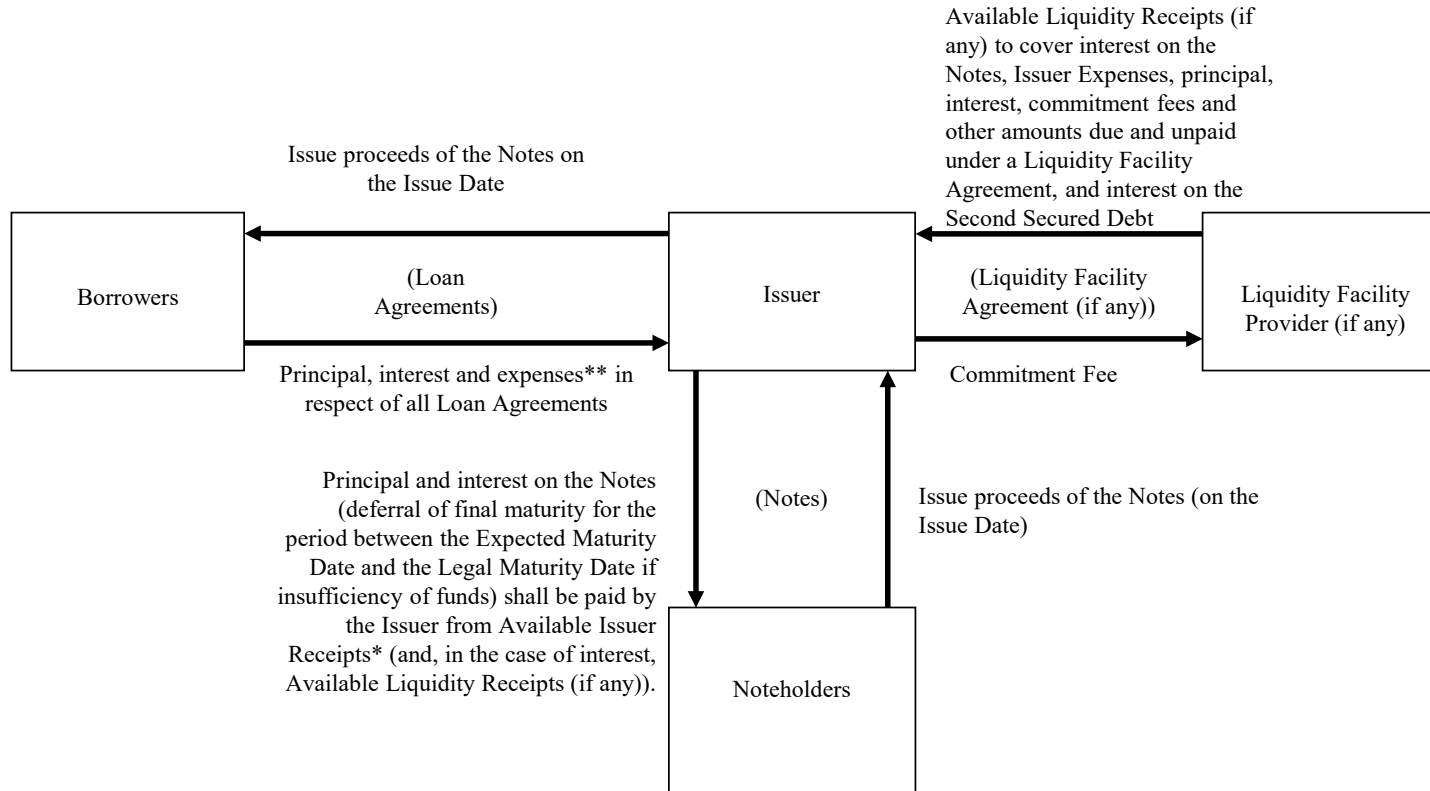 Available Liquidity Receipts (if
any) to cover interest on the
Notes, Issuer Expenses, principal,
interest, commitment fees and
other amounts due and unpaid
under a Liquidity Facility
Agreement, and interest on the
Second Secured Debt
Issue proceeds of the Notes on
the Issue Date
Borrowers
(Loan
Agreements)
Issuer
(Liquidity Facility
Agreement (if any))
Liquidity Facility
Provider (if any)
Principal, interest and expenses** in
respect of all Loan Agreements
Commitment Fee
Principal and interest on the Notes
(deferral of final maturity for the
period between the Expected Maturity
Date and the Legal Maturity Date if
insufficiency of funds) shall be paid by
the Issuer from Available Issuer
Receipts* (and, in the case of interest,
Available Liquidity Receipts (if any)).
(Notes)
Issue proceeds of the Notes (on the
Issue Date)
Noteholders